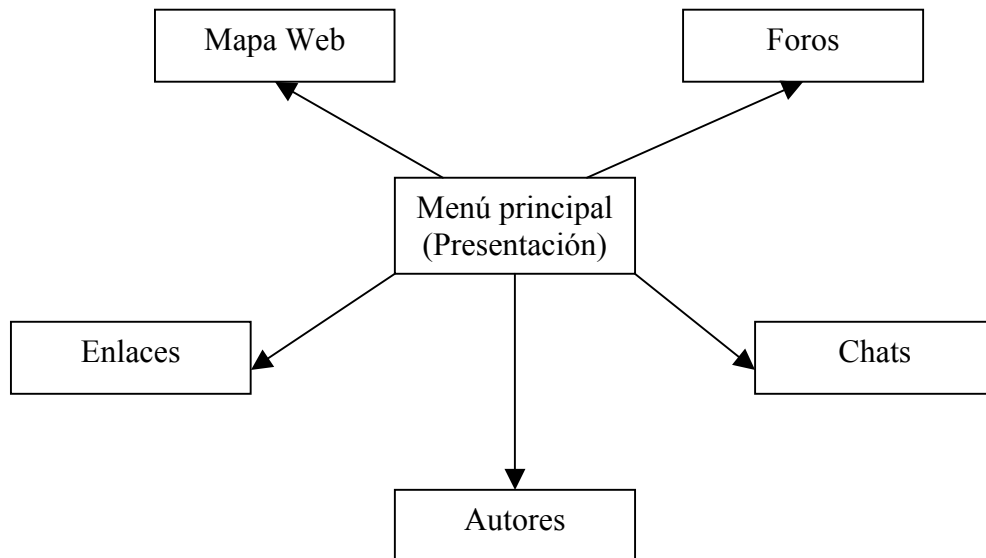 Mapa Web
Foros
Menú principal
(Presentación)
Enlaces
Chats
Autores